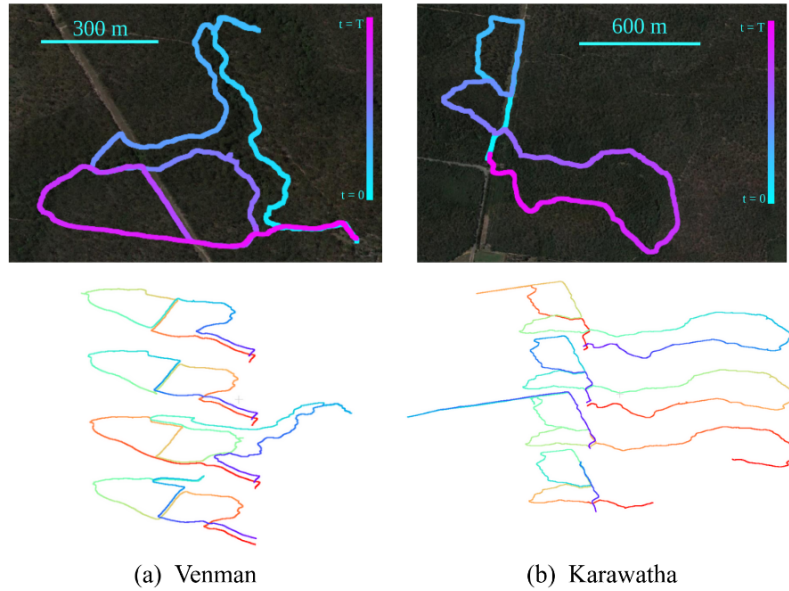 300 m
t = T
t = 0
600 m
t = T
t = 0
(a) Venman
(b) Karawatha